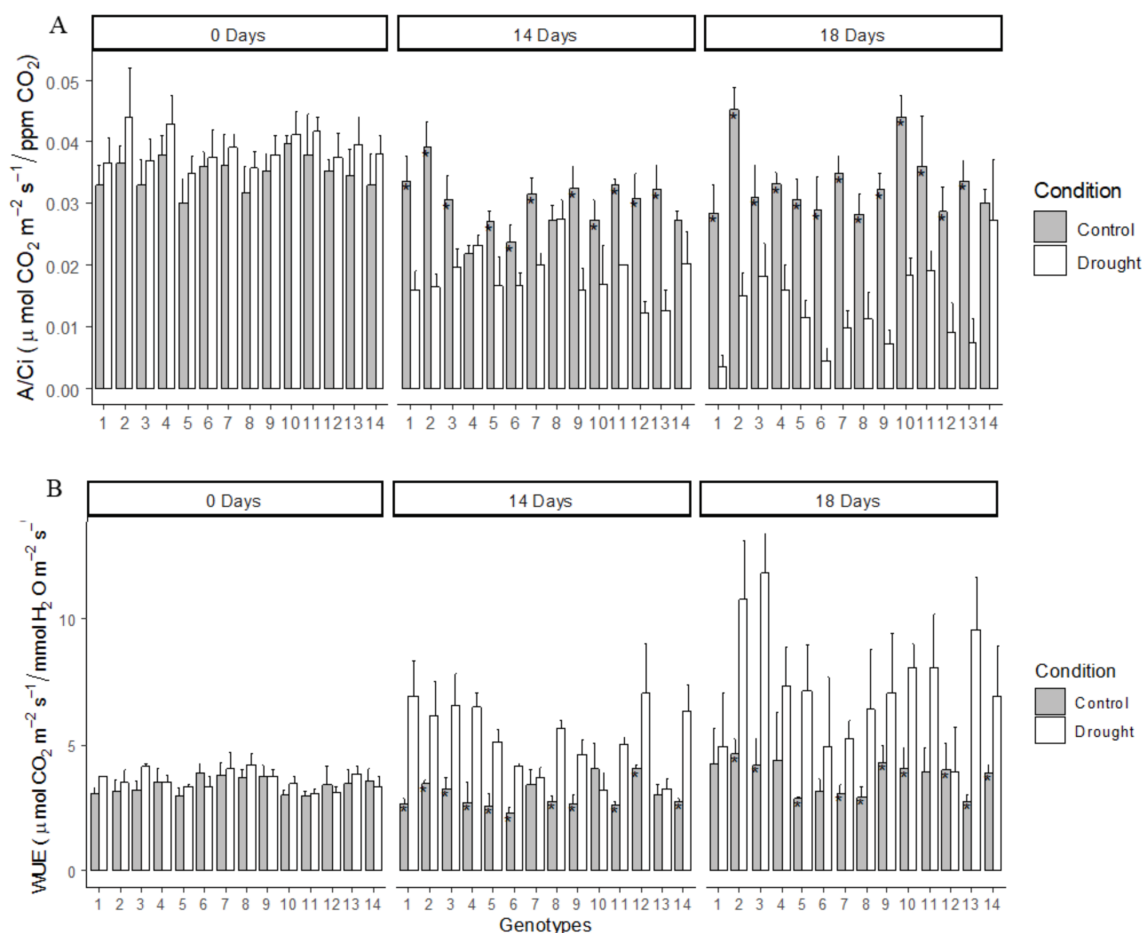 A
0 Days
14 Days
18 Days
A/Ci ( μ mol CO2 m−2 s−1 / ppm CO2)
0.05
0.04
0.03
0.02
0.01
0.00
1 2 3 4 5 6 7 8 9 10 11 12 13 14
1 2 3 4 5 6 7 8 9 10 11 12 13 14
1 2 3 4 5 6 7 8 9 10 11 12 13 14
Condition
Control
Drought
B
0 Days
14 Days
18 Days
WUE ( μ mol CO2 m−2 s−1/mmol H2 O m−2 s−
10
5
0
1 2 3 4 5 6 7 8 9 10 11 12 13 14
1 2 3 4 5 6 7 8 9 10 11 12 13 14
1 2 3 4 5 6 7 8 9 10 11 12 13 14
Genotypes
Condition
Control
Drought